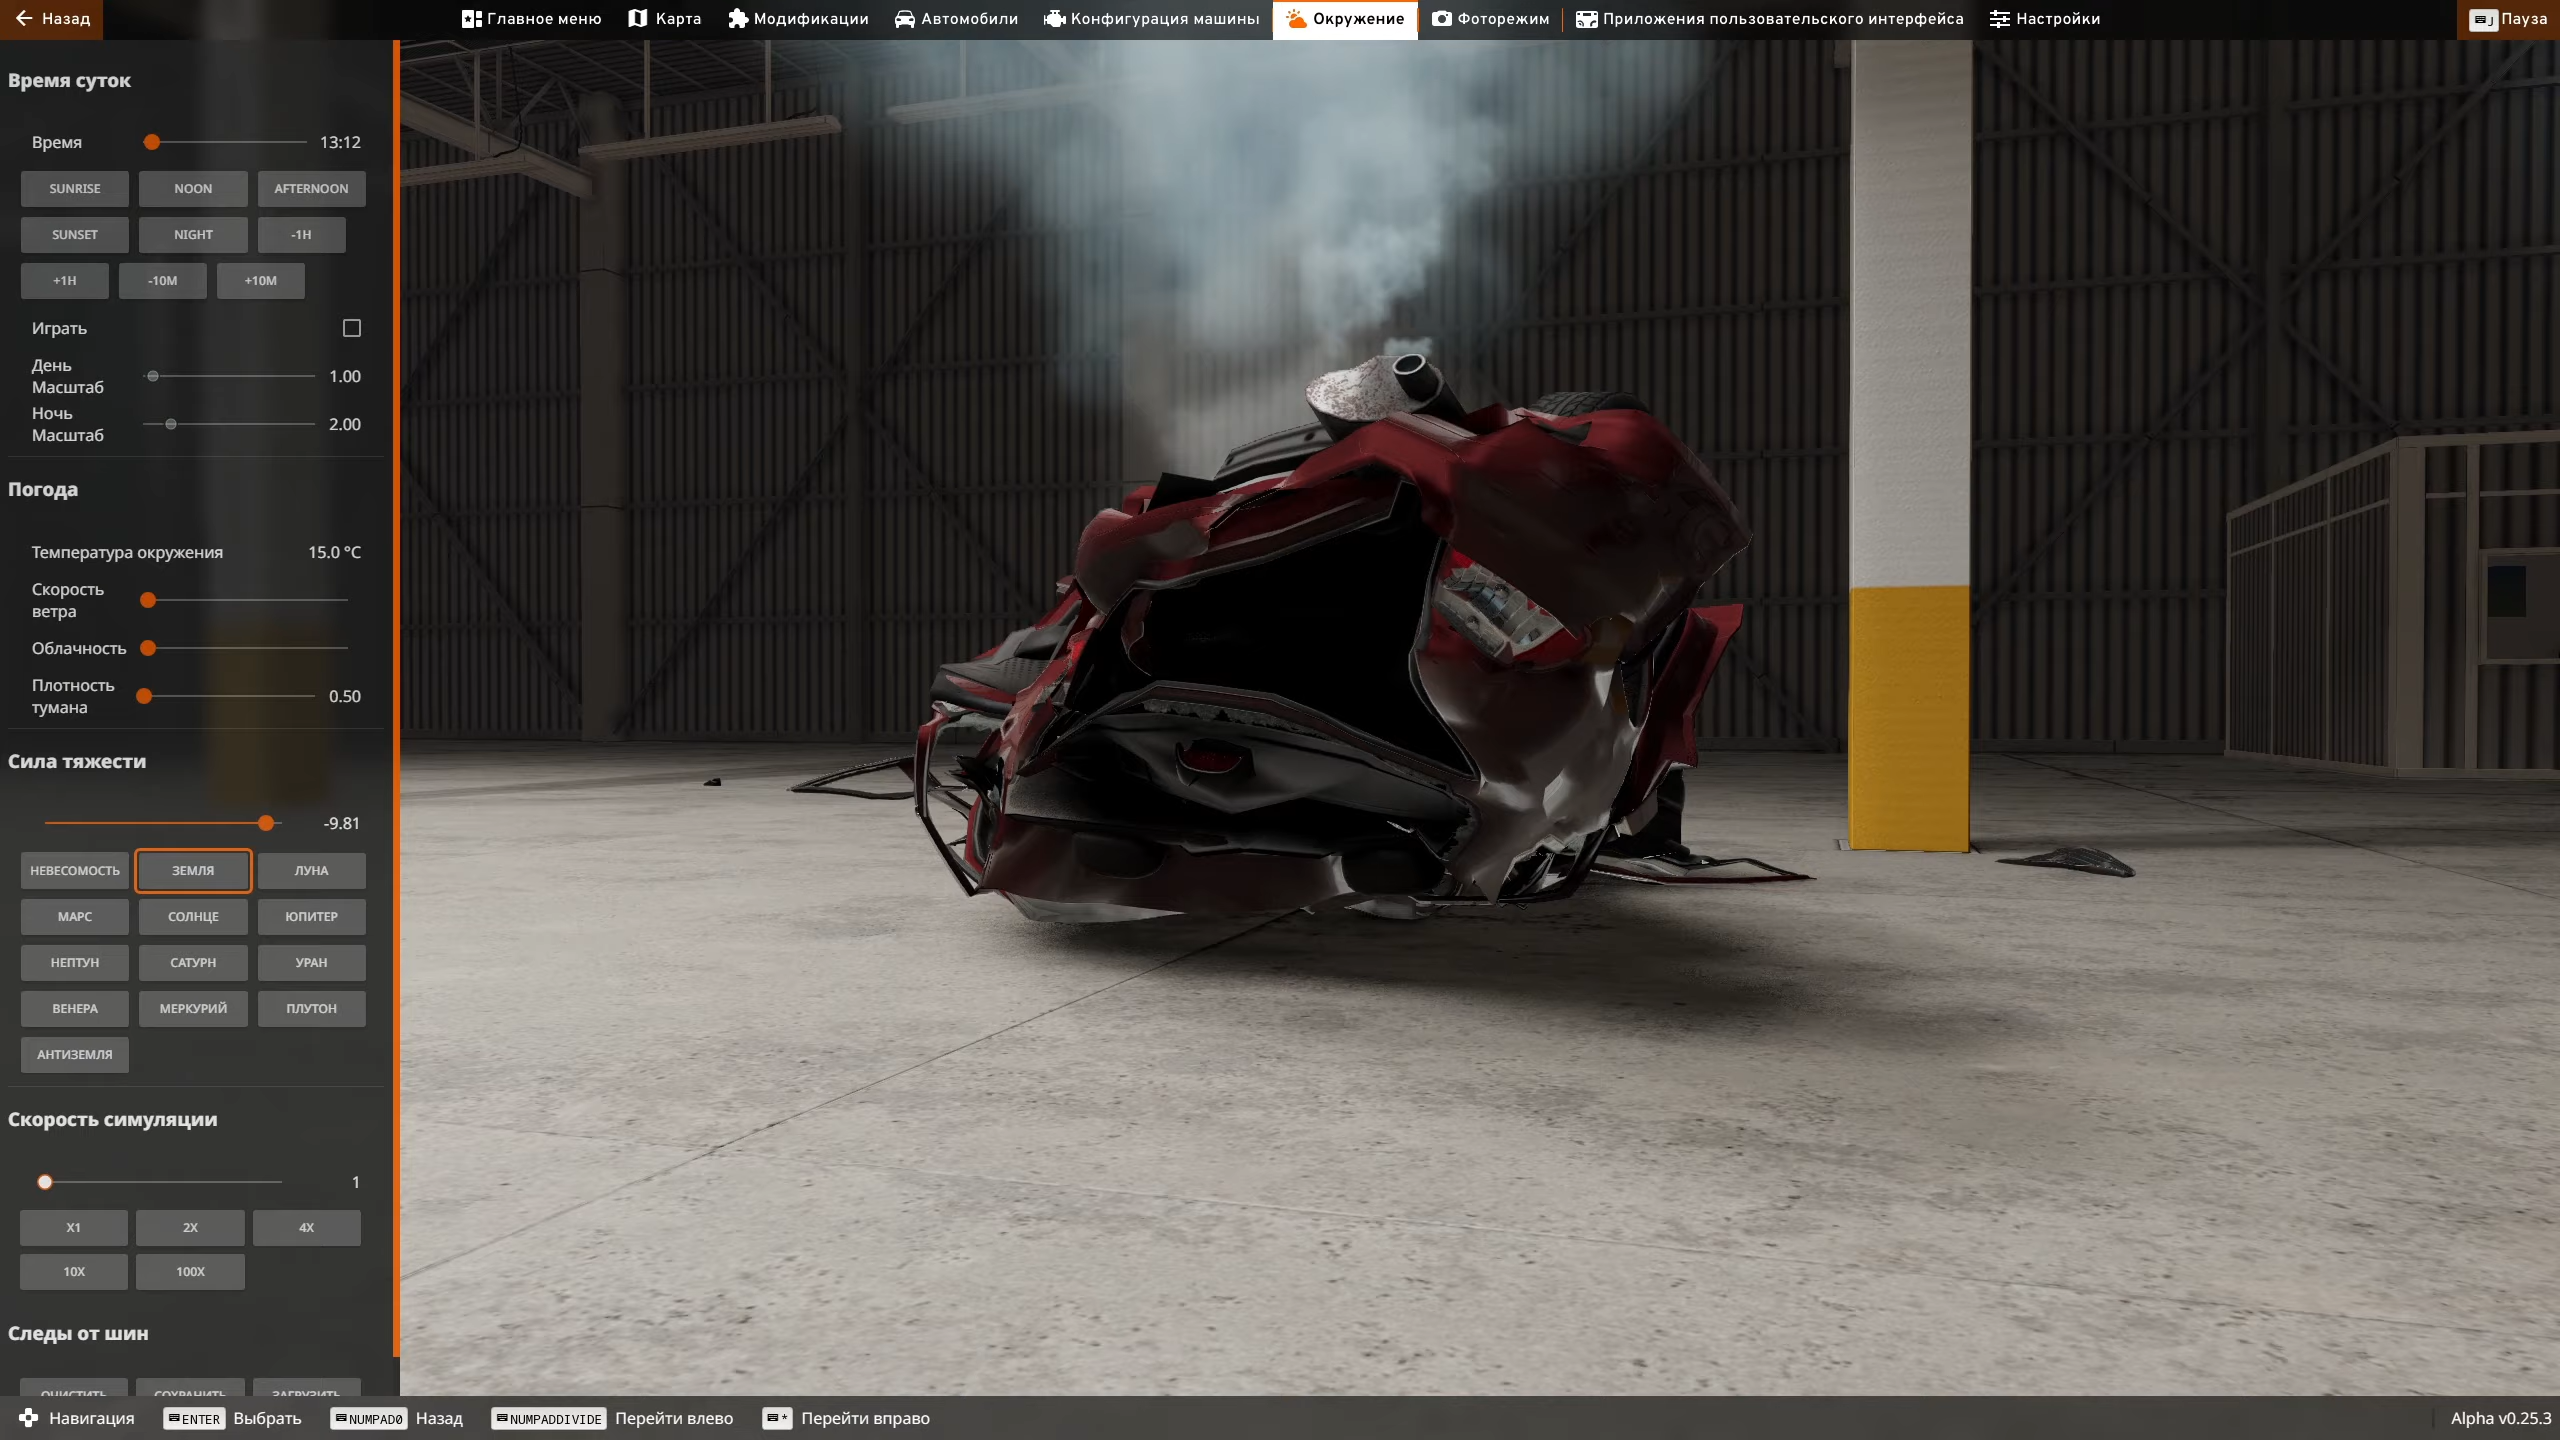 Назад Главное меню Карта Модификации Автомобили Конфигурация машины Окружение Фоторежим Приложения пользовательского интерфейса Настройки J Пауза
Время суток
Время 13:12
SUNRISE NOON AFTERNOON
SUNSET NIGHT -1H
+1H -10M +10M
Играть
День
Масштаб 1.00
Ночь
Масштаб 2.00
Погода
Температура окружения 15.0 °C
Скорость
ветра
Облачность
Плотность
тумана 0.50
Сила тяжести
-9.81
НЕВЕСОМОСТЬ ЗЕМЛЯ ЛУНА
МАРС СОЛНЦЕ ЮПИТЕР
НЕПТУН САТУРН УРАН
ВЕНЕРА МЕРКУРИЙ ПЛУТОН
АНТИЗЕМЛЯ
Скорость симуляции
1
X1 2X 4X
10X 100X
Следы от шин
ОЧИСТИТЬ СОХРАНИТЬ ЗАГРУЗИТЬ
Навигация ENTER Выбрать NUMPAD0 Назад NUMPADDIVIDE Перейти влево * Перейти вправо Alpha v0.25.3